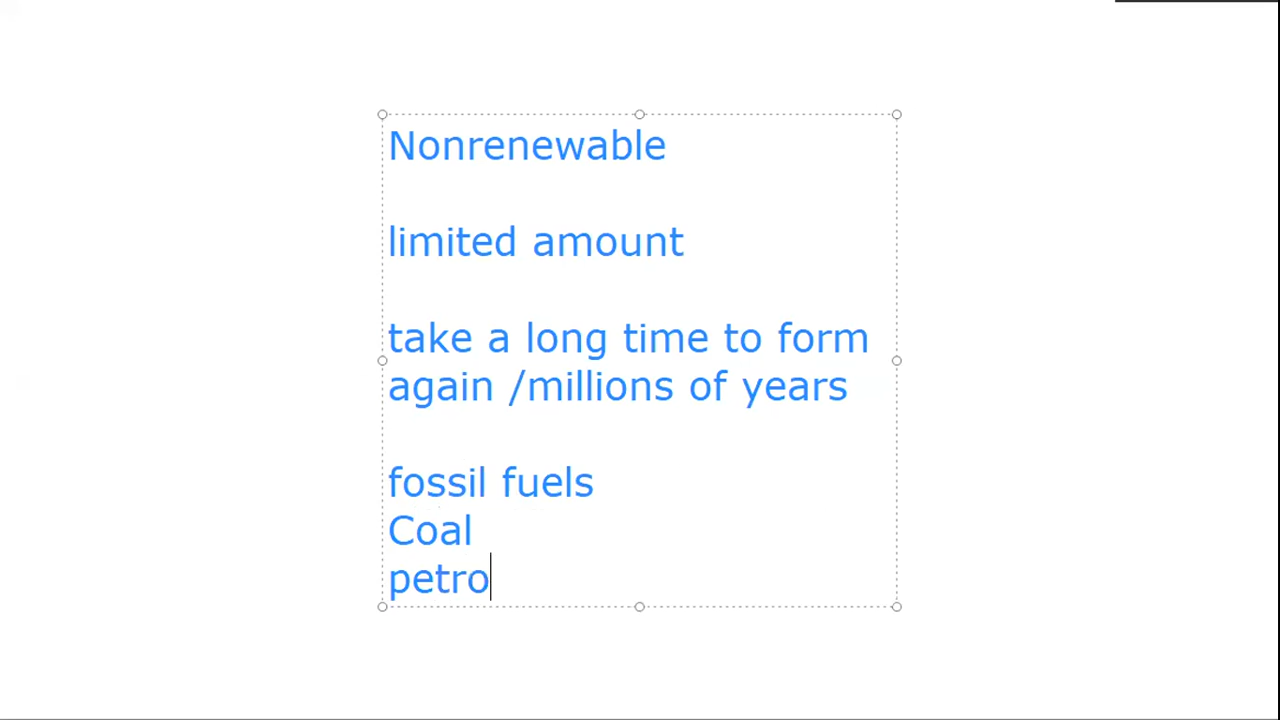 Nonrenewable
limited amount
take a long time to form
again /millions of years
fossil fuels
Coal
petro